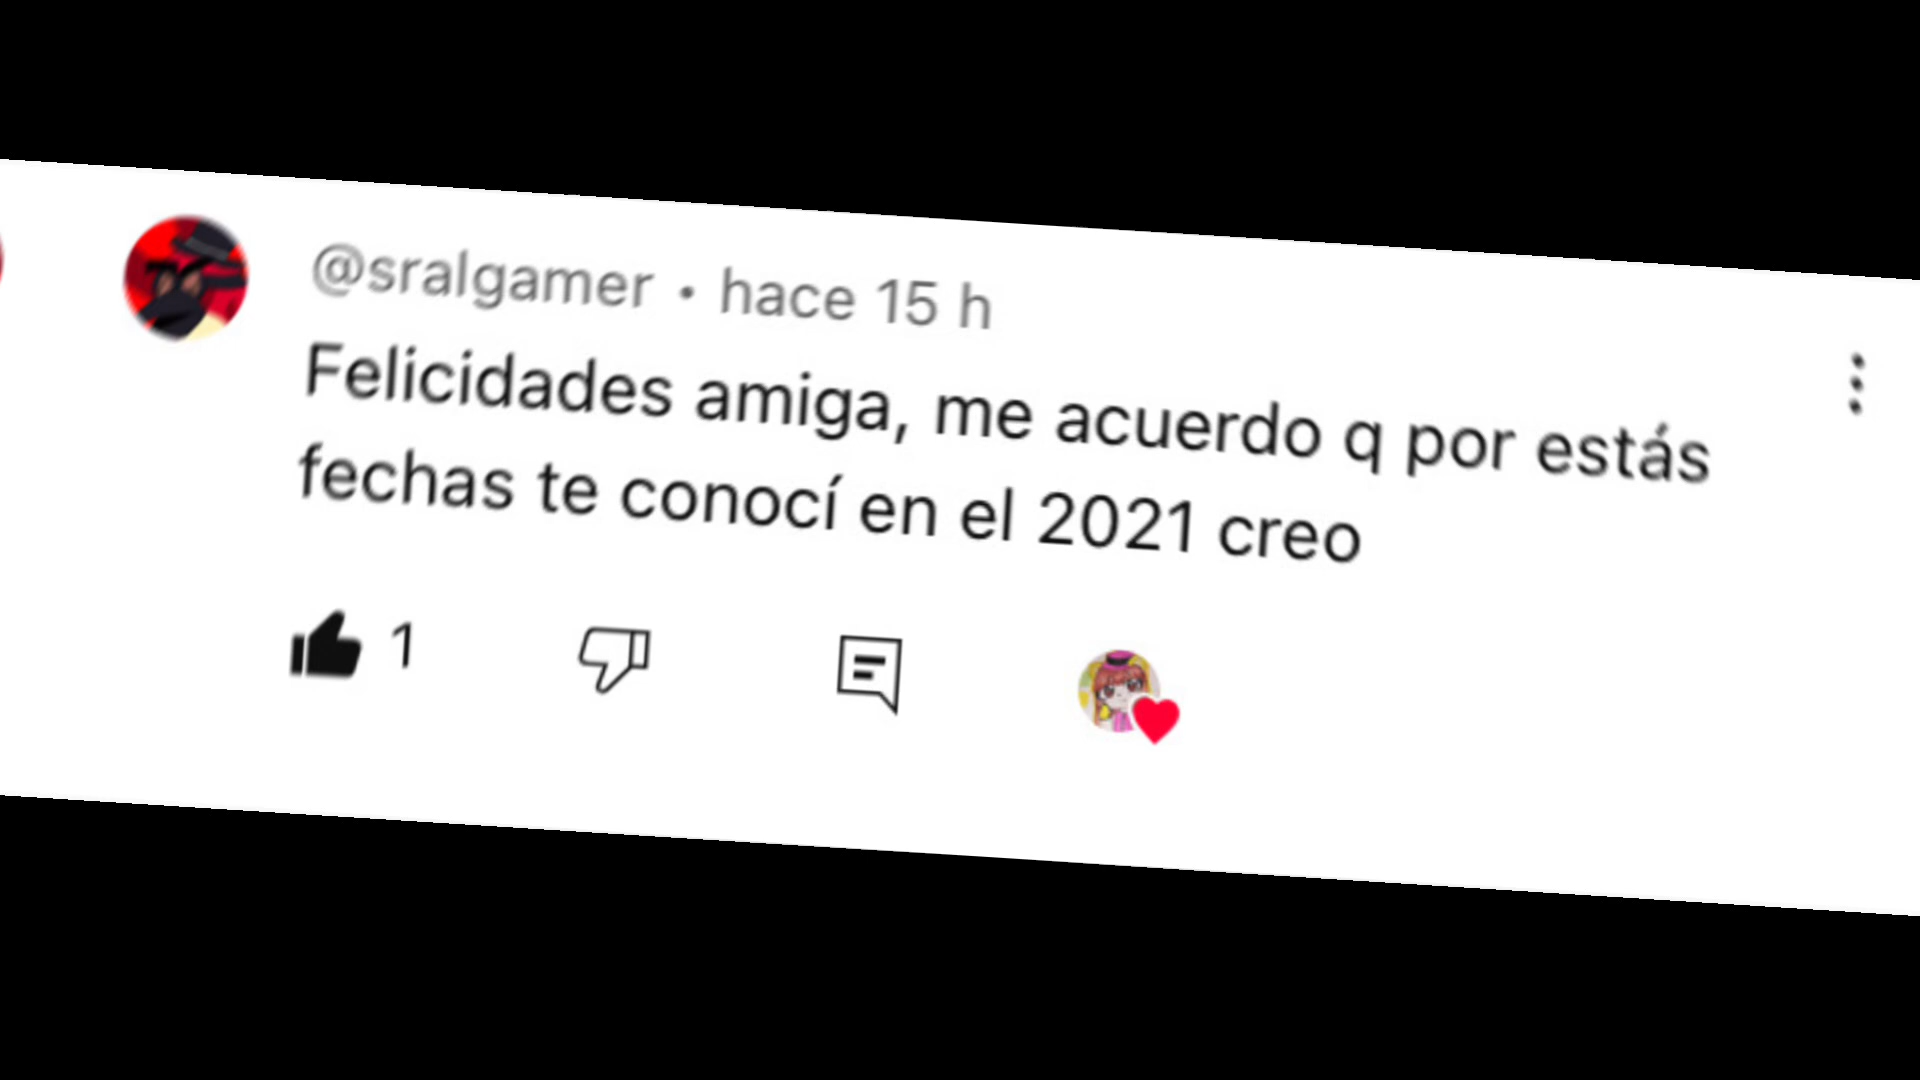 @sralgamer • hace 15 h
Felicidades amiga, me acuerdo q por estás
fechas te conocí en el 2021 creo
1